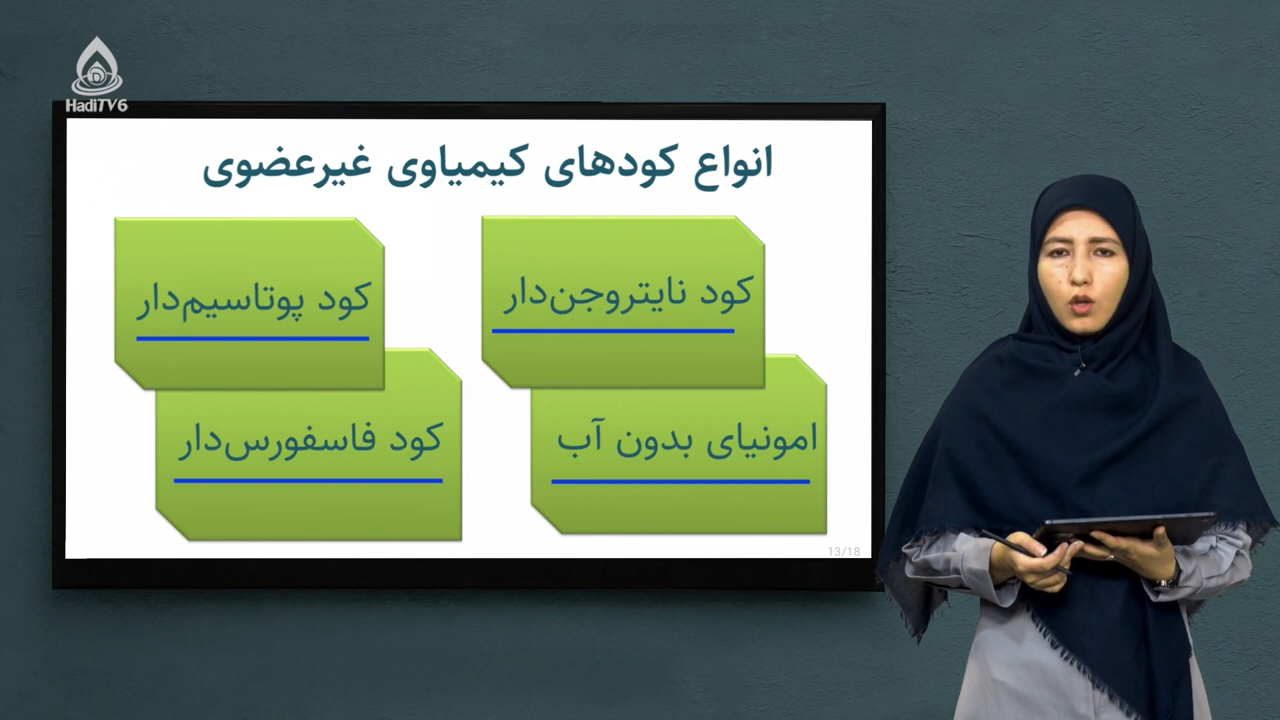 HadiTV6
انواع کودهای کیمیاوی غیرعضوی
کود نایتروجن‌دار
کود پوتاسیم‌دار
امونیای بدون آب
کود فاسفورس‌دار
13/18